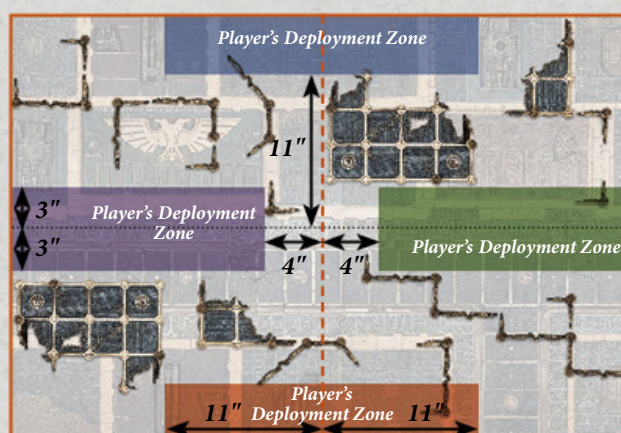 Player's Deployment Zone
11"
3"
Player's Deployment
Zone
3"
4"
4"
Player's Deployment Zone
Player's
Deployment Zone
11"
11"